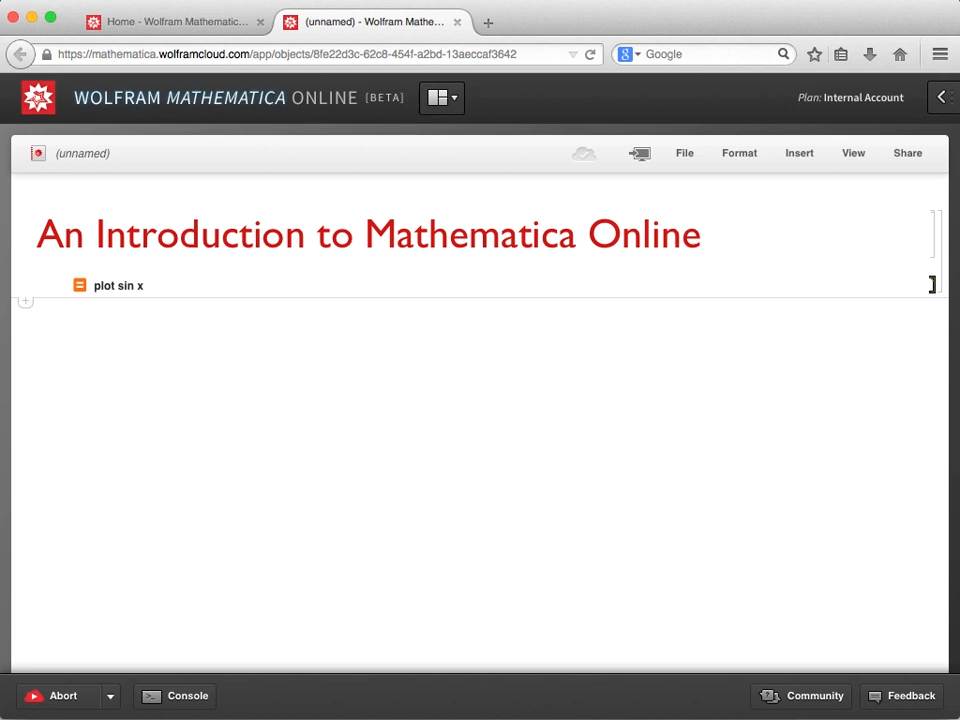 Home - Wolfram Mathematic...
(unnamed) - Wolfram Mathe...
https://mathematica.wolframcloud.com/app/objects/8fe22d3c-62c8-454f-a2bd-13aeccaf3642
Google
WOLFRAM MATHEMATICA ONLINE [BETA]
Plan: Internal Account
(unnamed)
File
Format
Insert
View
Share
An Introduction to Mathematica Online
plot sin x
Abort
Console
Community
Feedback